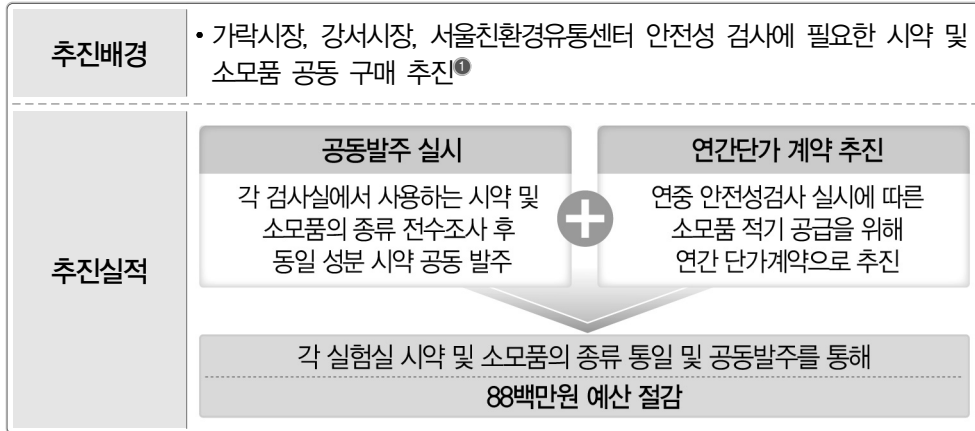 추진배경
• 가락시장, 강서시장, 서울친환경유통센터 안전성 검사에 필요한 시약 및
소모품 공동 구매 추진❶
추진실적
공동발주 실시
각 검사실에서 사용하는 시약 및
소모품의 종류 전수조사 후
동일 성분 시약 공동 발주
연간단가 계약 추진
연중 안전성검사 실시에 따른
소모품 적기 공급을 위해
연간 단가계약으로 추진
각 실험실 시약 및 소모품의 종류 통일 및 공동발주를 통해
88백만원 예산 절감